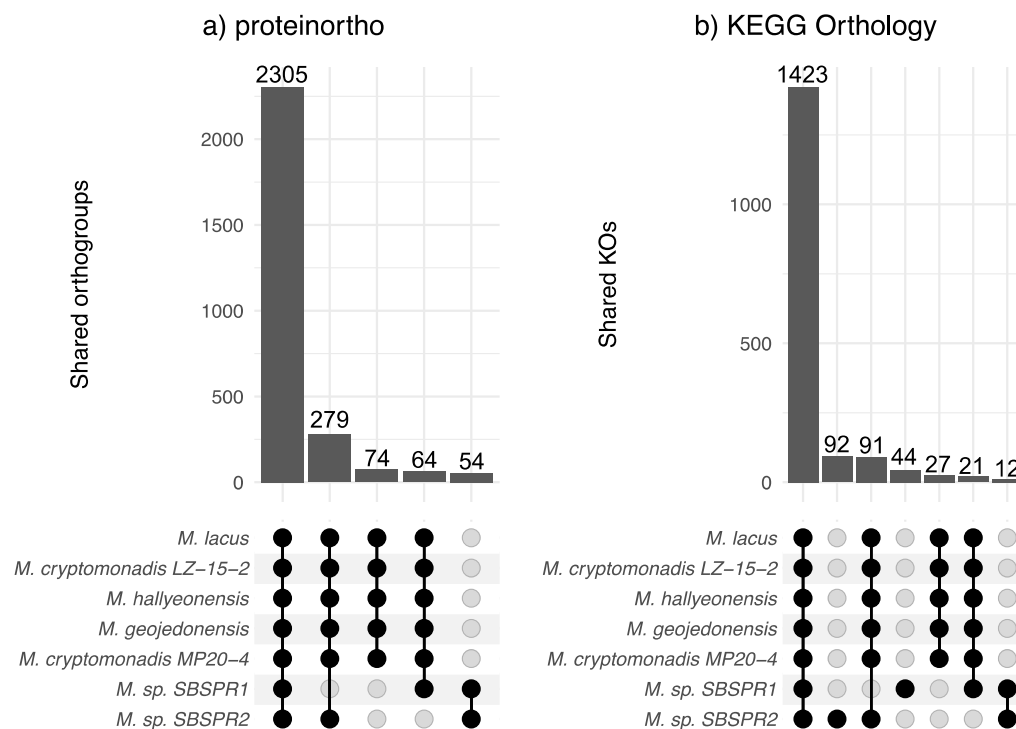 a) proteinortho
2305
2000
1500
1000
500
0
279
74
64
54
Shared orthogroups
M. lacus
M. cryptomonadis LZ−15−2
M. hallyeonensis
M. geojedonensis
M. cryptomonadis MP20−4
M. sp. SBSPR1
M. sp. SBSPR2
b) KEGG Orthology
1423
1000
500
0
92
91
44
27
21
12
Shared KOs
M. lacus
M. cryptomonadis LZ−15−2
M. hallyeonensis
M. geojedonensis
M. cryptomonadis MP20−4
M. sp. SBSPR1
M. sp. SBSPR2